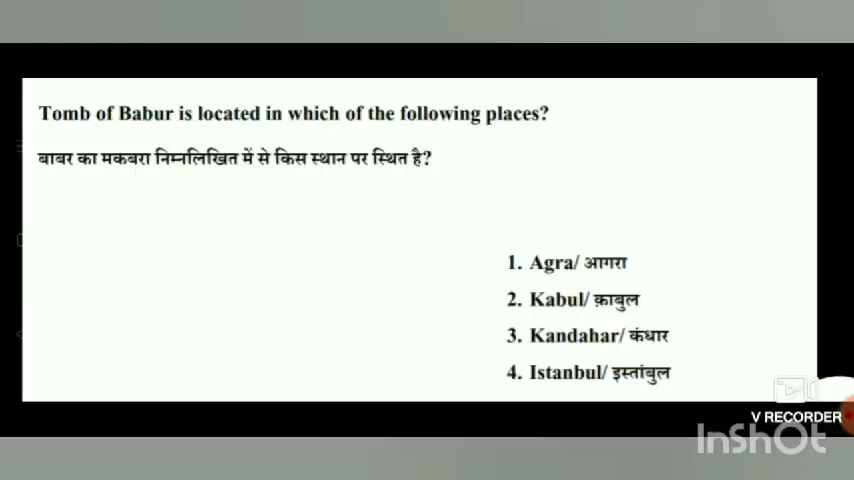 Tomb of Babur is located in which of the following places?
बाबर का मकबरा निम्नलिखित में से किस स्थान पर स्थित है?
1. Agra/ आगरा
2. Kabul/ क़ाबुल
3. Kandahar/ कंधार
4. Istanbul/ इस्तांबुल
V RECORDER
InShOt